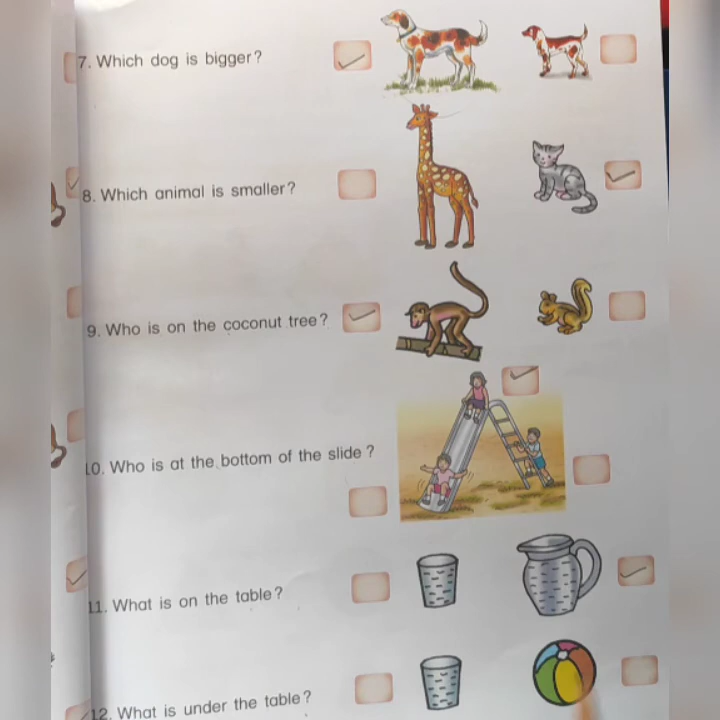 7. Which dog is bigger?
8. Which animal is smaller?
9. Who is on the coconut tree?
10. Who is at the bottom of the slide?
11. What is on the table?
12. What is under the table?